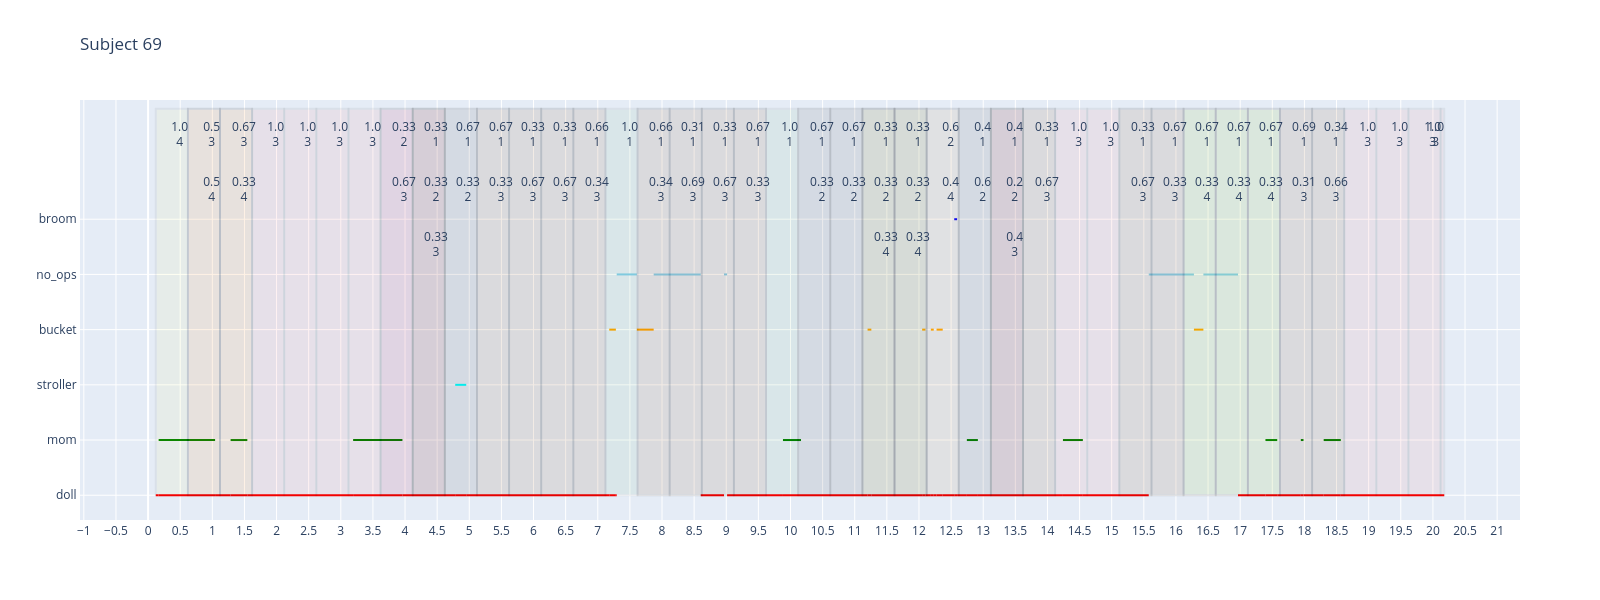 Subject 69
1.0 0.5 0.67 1.0 1.0 1.0 1.0 0.33 0.33 0.67 0.67 0.33 0.33 0.66 1.0 0.66 0.31 0.33 0.67 1.0 0.67 0.67 0.33 0.33 0.6 0.4 0.4 0.33 1.0 1.0 0.33 0.67 0.67 0.67 0.67 0.69 0.34 1.0 1.0 1.0
4 3 3 3 3 3 3 2 1 1 1 1 1 1 1 1 1 1 1 1 1 1 1 1 2 1 1 1 3 3 1 1 1 1 1 1 1 3 3 3
0.5 0.33 0.67 0.33 0.33 0.33 0.67 0.67 0.34 0.34 0.69 0.67 0.33 0.33 0.33 0.33 0.33 0.4 0.6 0.2 0.67 0.67 0.33 0.33 0.33 0.33 0.31 0.66
4 4 3 2 2 3 3 3 3 3 3 3 3 2 2 2 2 4 2 2 3 3 3 4 4 4 3 3
broom
0.33 0.33 0.33 0.4
3 4 4 3
no_ops
bucket
stroller
mom
doll
−1 −0.5 0 0.5 1 1.5 2 2.5 3 3.5 4 4.5 5 5.5 6 6.5 7 7.5 8 8.5 9 9.5 10 10.5 11 11.5 12 12.5 13 13.5 14 14.5 15 15.5 16 16.5 17 17.5 18 18.5 19 19.5 20 20.5 21